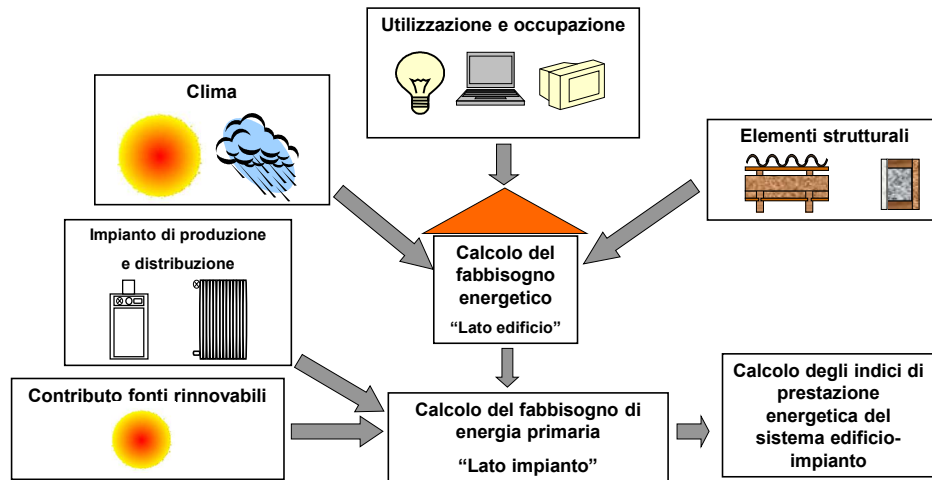 Utilizzazione e occupazione
Clima
Elementi strutturali
Impianto di produzione
e distribuzione
Calcolo del
fabbisogno
energetico
“Lato edificio”
Contributo fonti rinnovabili
Calcolo del fabbisogno di
energia primaria
“Lato impianto”
Calcolo degli indici di
prestazione
energetica del
sistema edificio-
impianto